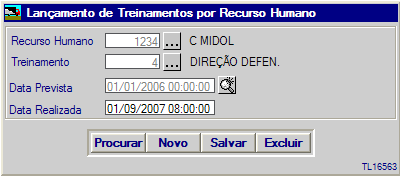 Lançamento de Treinamentos por Recurso Humano
Recurso Humano 1234 ... C MIDOL
Treinamento 4 ... DIREÇÃO DEFEN.
Data Prevista 01/01/2006 00:00:00
Data Realizada 01/09/2007 08:00:00
Procurar Novo Salvar Excluir
TL16563